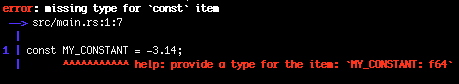 error: missing type for `const` item
--> src/main.rs:1:7
|
1 | const MY_CONSTANT = -3.14;
| ^^^^^^^^^^^ help: provide a type for the item: `MY_CONSTANT: f64`